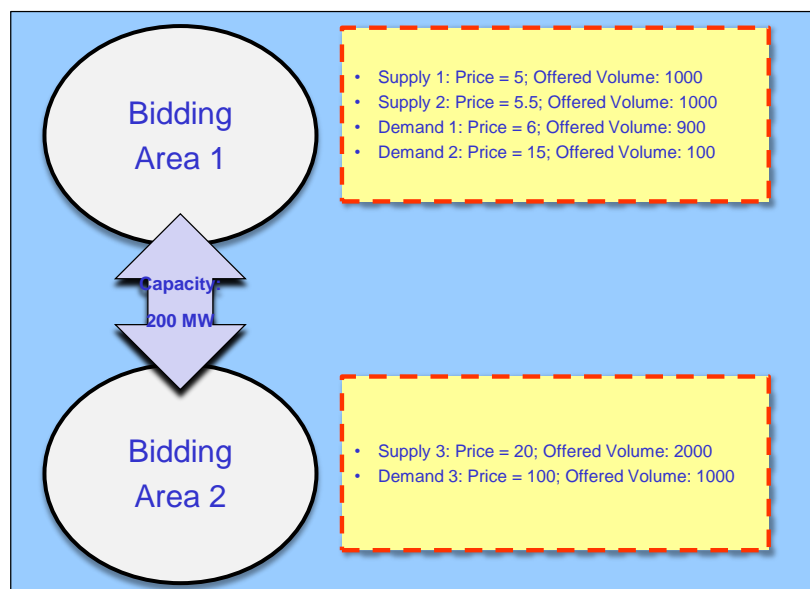 Bidding
Area 1
• Supply 1: Price = 5; Offered Volume: 1000
• Supply 2: Price = 5.5; Offered Volume: 1000
• Demand 1: Price = 6; Offered Volume: 900
• Demand 2: Price = 15; Offered Volume: 100
Capacity:
200 MW
Bidding
Area 2
• Supply 3: Price = 20; Offered Volume: 2000
• Demand 3: Price = 100; Offered Volume: 1000